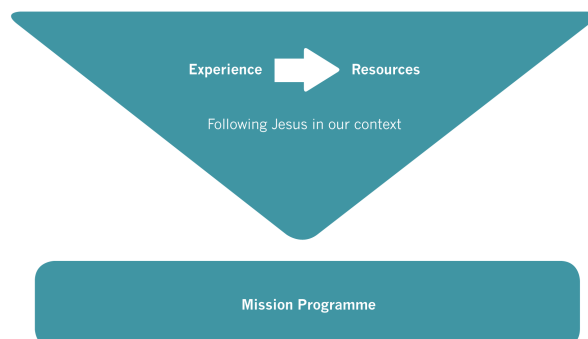 Experience Resources
Following Jesus in our context
Mission Programme